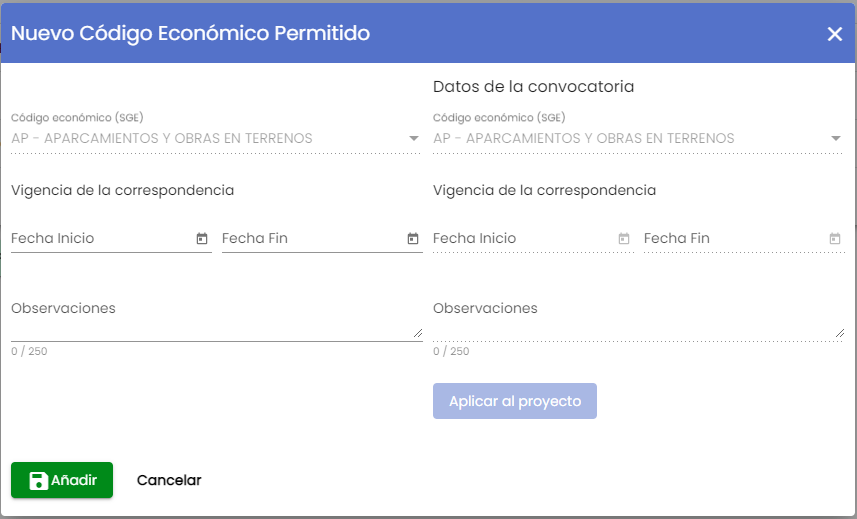 Nuevo Código Económico Permitido
Datos de la convocatoria
Código económico (SGE)
AP - APARCAMIENTOS Y OBRAS EN TERRENOS
Código económico (SGE)
AP - APARCAMIENTOS Y OBRAS EN TERRENOS
Vigencia de la correspondencia
Vigencia de la correspondencia
Fecha Inicio
Fecha Fin
Fecha Inicio
Fecha Fin
Observaciones
0 / 250
Observaciones
0 / 250
Aplicar al proyecto
Añadir
Cancelar